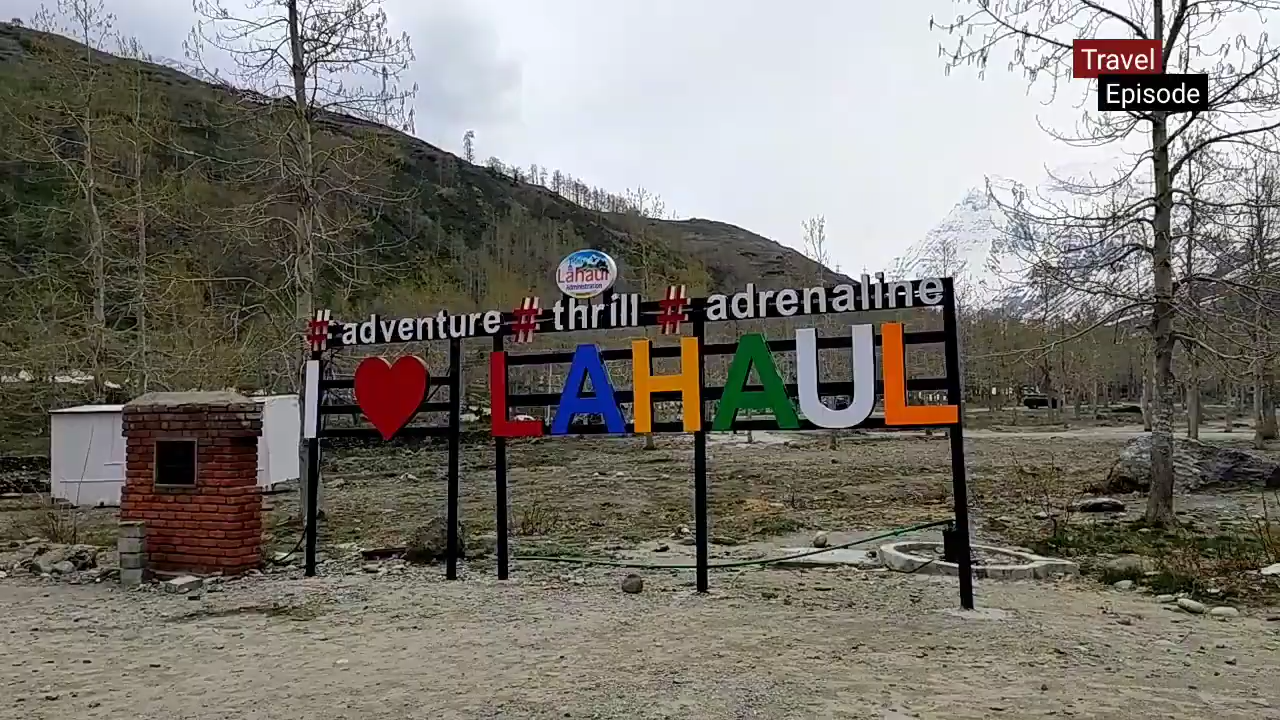 Travel
Episode
Lahaul
Administration
# adventure # thrill # adrenaline
I ❤ LAHAUL